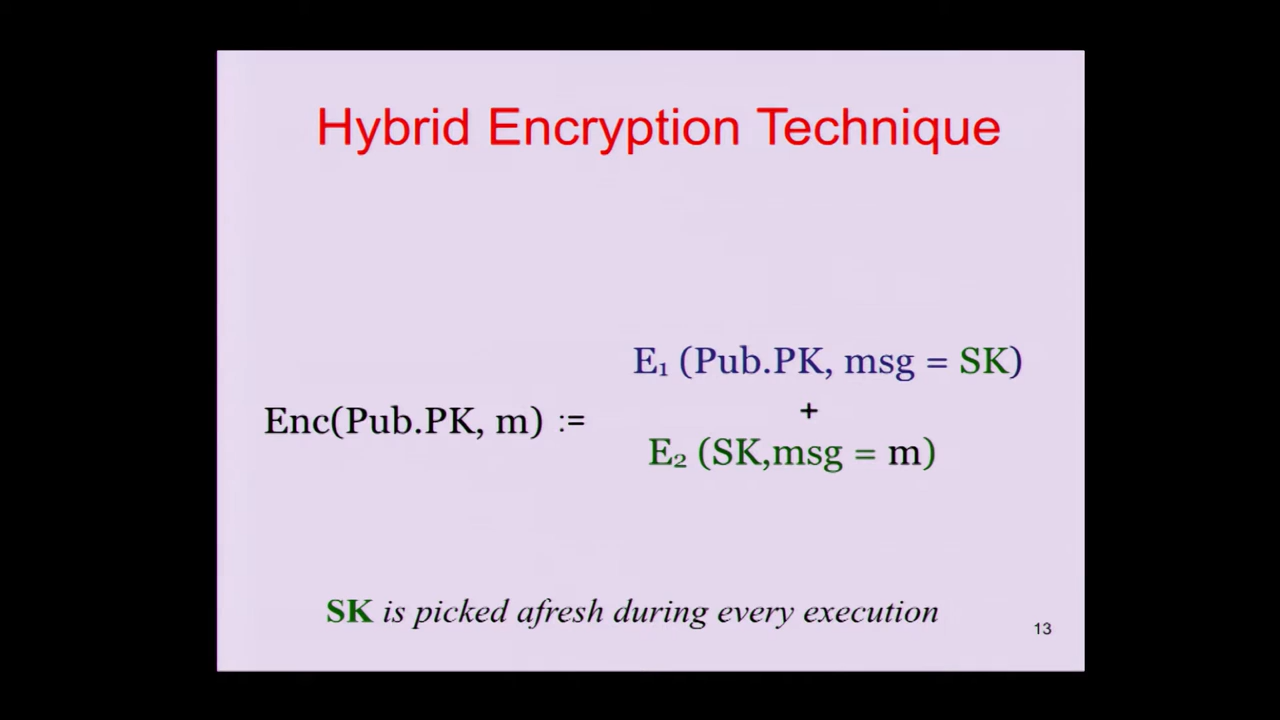 Hybrid Encryption Technique
E₁ (Pub.PK, msg = SK)
+
Enc(Pub.PK, m) :=
E₂ (SK,msg = m)
SK is picked afresh during every execution
13